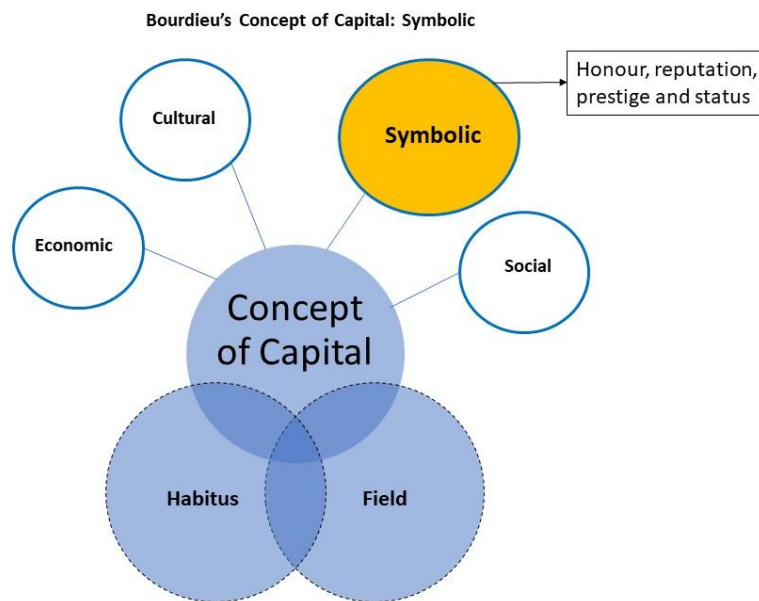 Bourdieu’s Concept of Capital: Symbolic
Honour, reputation,
prestige and status
Cultural
Symbolic
Economic
Social
Concept
of Capital
Habitus
Field